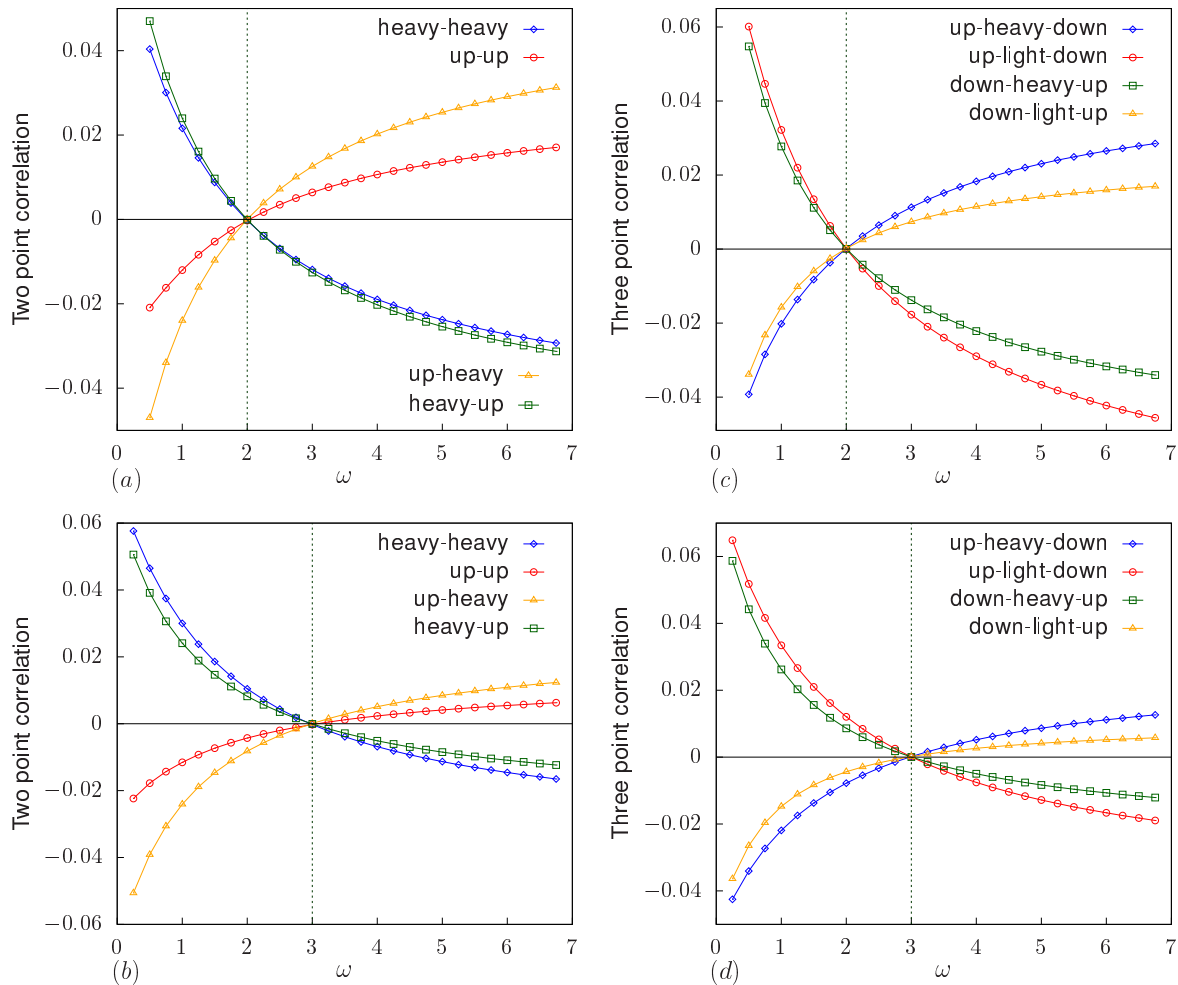 heavy-heavy
up-up
up-heavy
heavy-up
Two point correlation
0.04
0.02
0
−0.02
−0.04
0 1 2 3 4 5 6 7
(a) ω
up-heavy-down
up-light-down
down-heavy-up
down-light-up
Three point correlation
0.06
0.04
0.02
0
−0.02
−0.04
0 1 2 3 4 5 6 7
(c) ω
heavy-heavy
up-up
up-heavy
heavy-up
Two point correlation
0.06
0.04
0.02
0
−0.02
−0.04
−0.06
0 1 2 3 4 5 6 7
(b) ω
up-heavy-down
up-light-down
down-heavy-up
down-light-up
Three point correlation
0.06
0.04
0.02
0
−0.02
−0.04
0 1 2 3 4 5 6 7
(d) ω